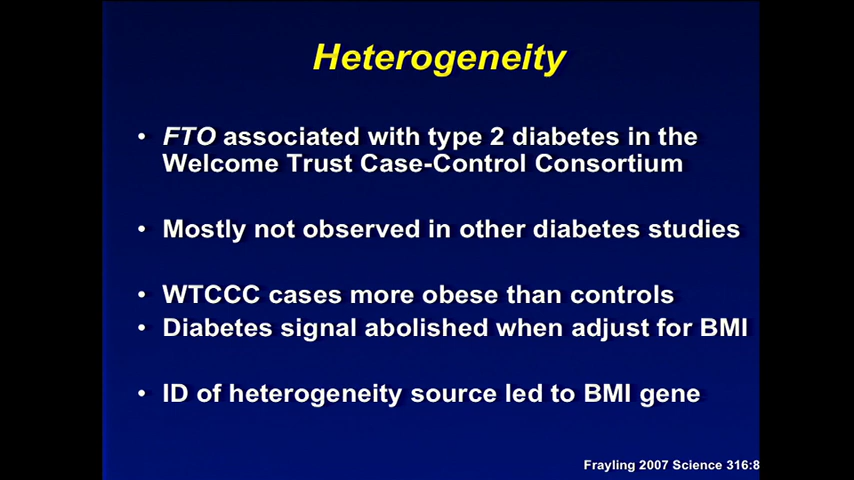 Heterogeneity
• FTO associated with type 2 diabetes in the
Welcome Trust Case-Control Consortium
• Mostly not observed in other diabetes studies
• WTCCC cases more obese than controls
• Diabetes signal abolished when adjust for BMI
• ID of heterogeneity source led to BMI gene
Frayling 2007 Science 316:8